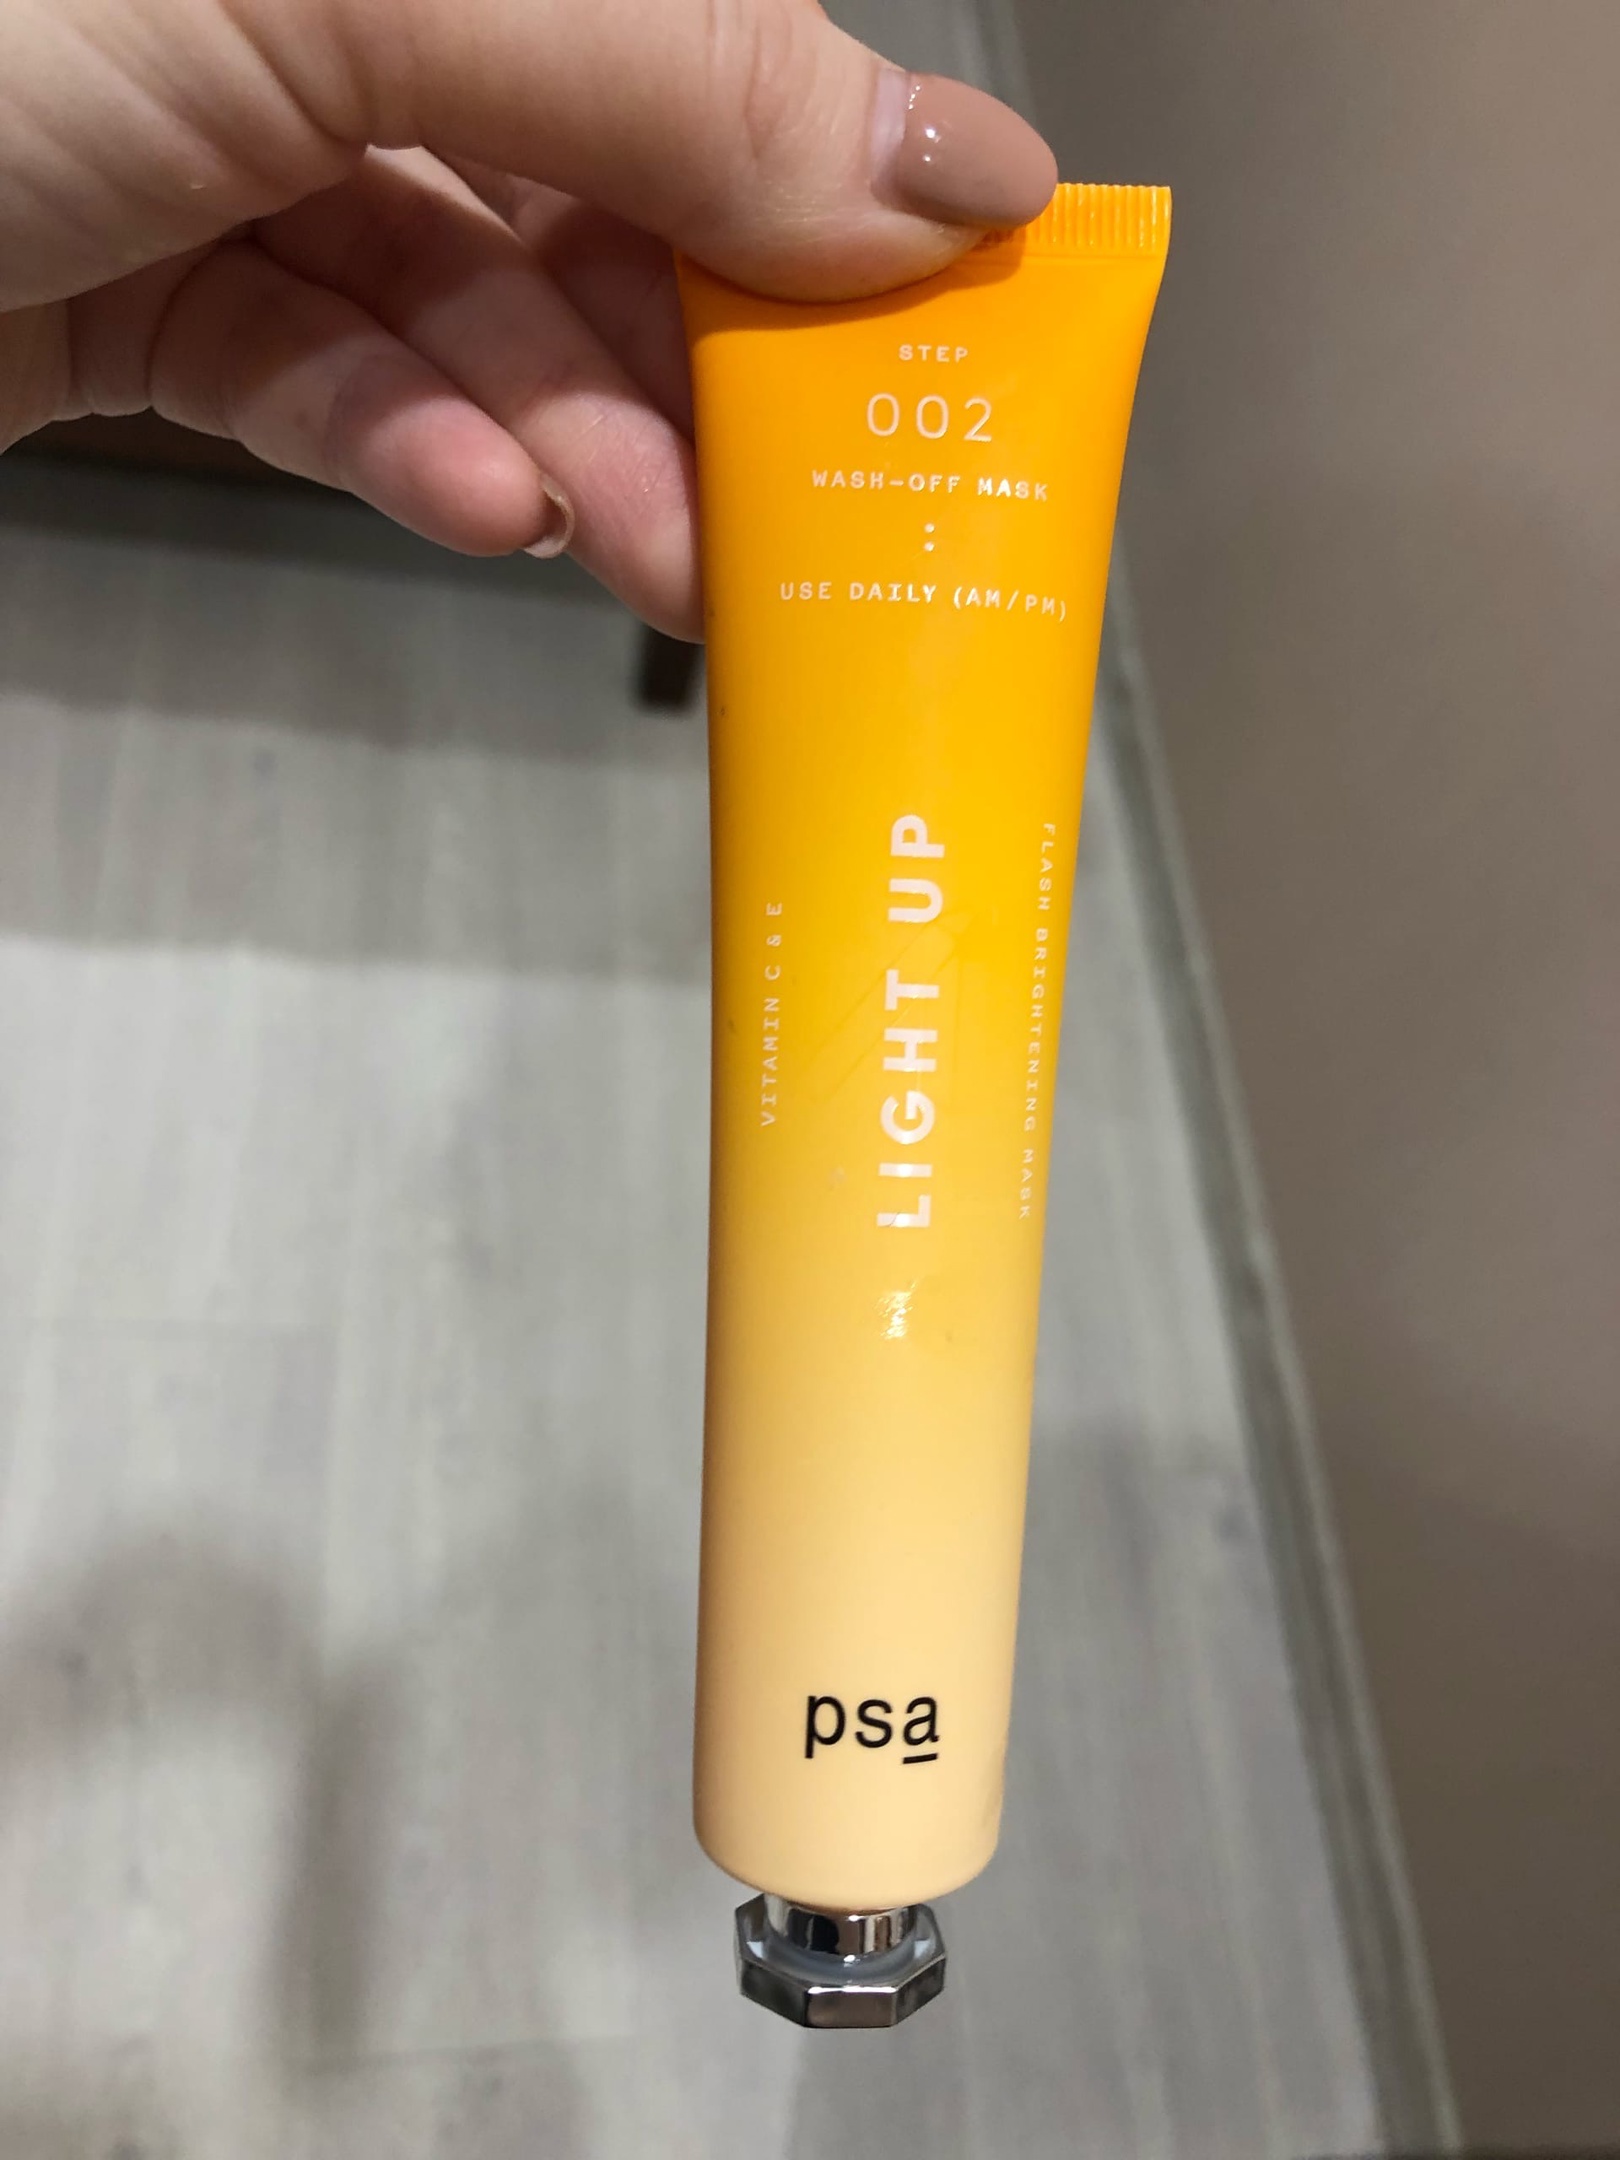 STEP
002
WASH-OFF MASK
:
USE DAILY (AM/PM)
VITAMIN C & E
LIGHT UP
FLASH BRIGHTENING MASK
psa